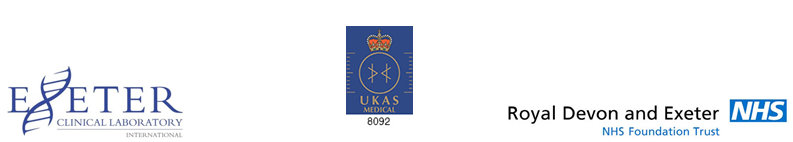 EXETER
CLINICAL LABORATORY
INTERNATIONAL
UKAS
MEDICAL
8092
Royal Devon and Exeter NHS
NHS Foundation Trust